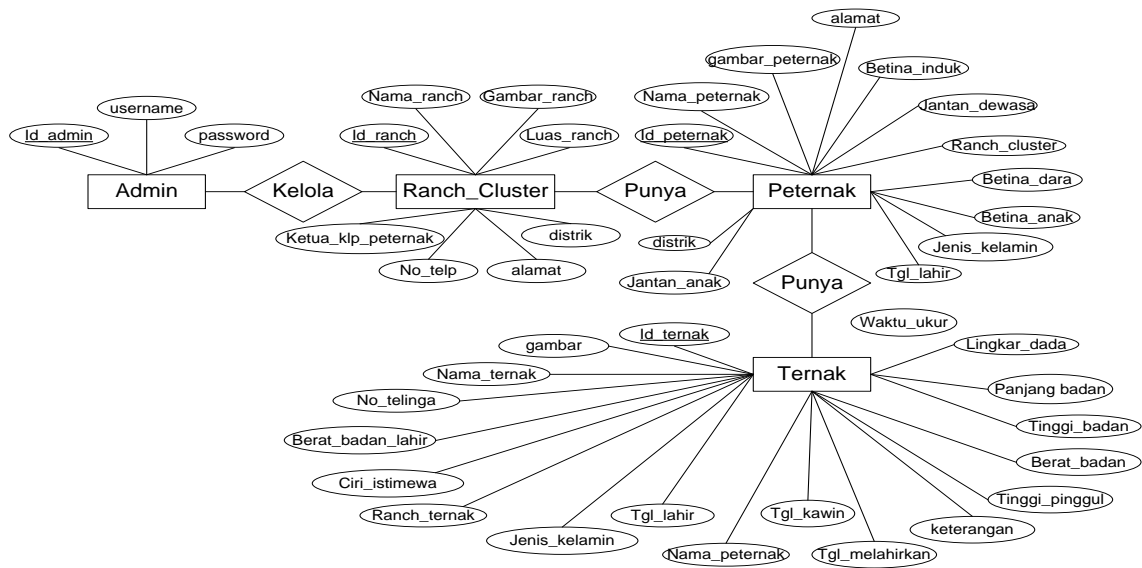 alamat
gambar_peternak
Betina_induk
username
Nama_ranch
Gambar_ranch
Nama_peternak
Jantan_dewasa
Id_admin
password
Id_ranch
Luas_ranch
Id_peternak
Ranch_cluster
Admin
Kelola
Ranch_Cluster
Punya
Peternak
Betina_dara
Betina_anak
Ketua_klp_peternak
distrik
distrik
Jenis_kelamin
No_telp
alamat
Jantan_anak
Tgl_lahir
Punya
Id_ternak
Waktu_ukur
gambar
Lingkar_dada
Nama_ternak
Ternak
Panjang badan
No_telinga
Tinggi_badan
Berat_badan_lahir
Berat_badan
Ciri_istimewa
Tinggi_pinggul
Ranch_ternak
Tgl_lahir
Tgl_kawin
keterangan
Jenis_kelamin
Nama_peternak
Tgl_melahirkan